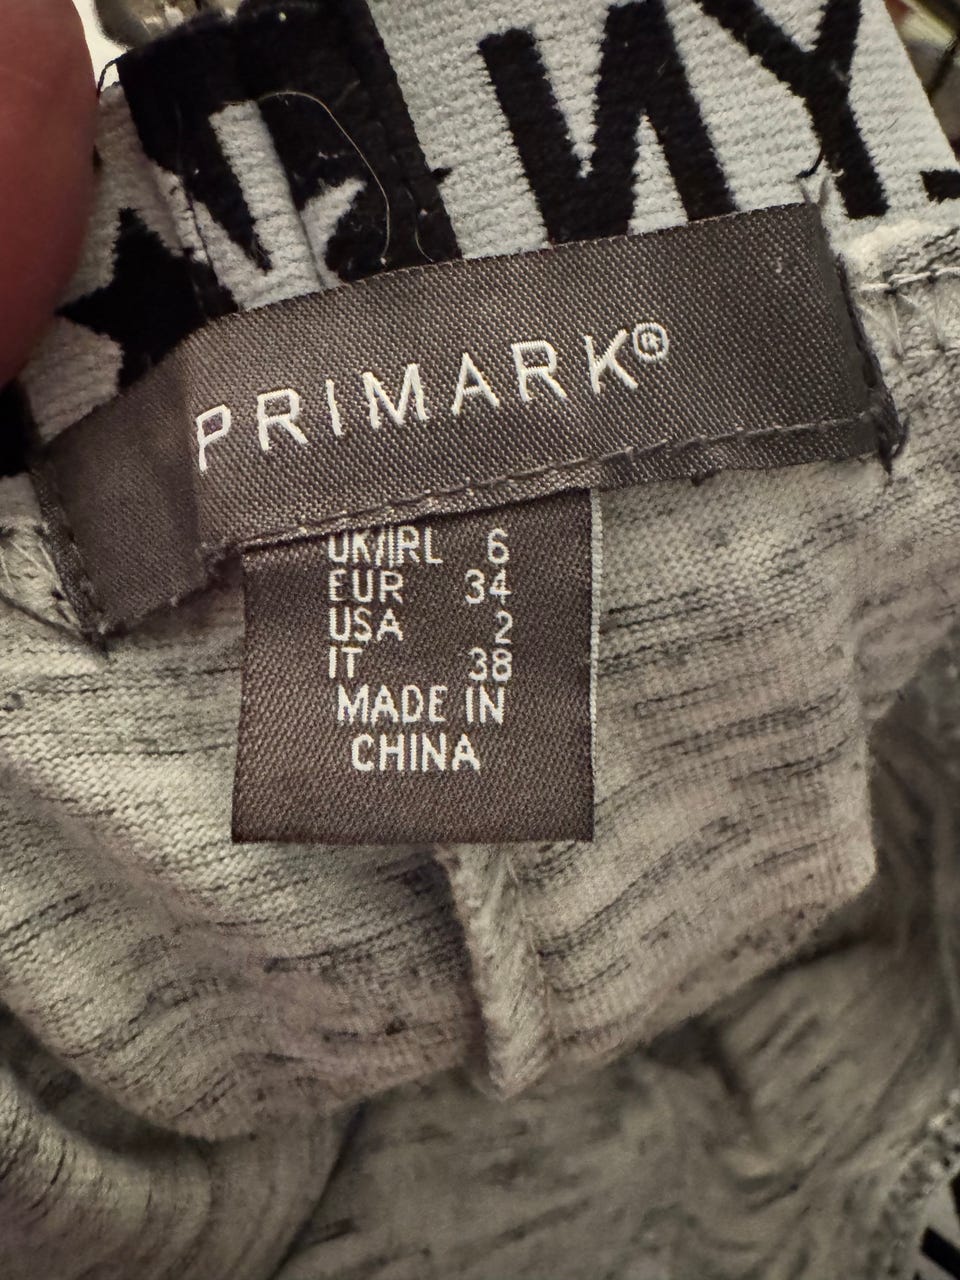 PRIMARK®
UK/IRL 6
EUR 34
USA 2
IT 38
MADE IN
CHINA